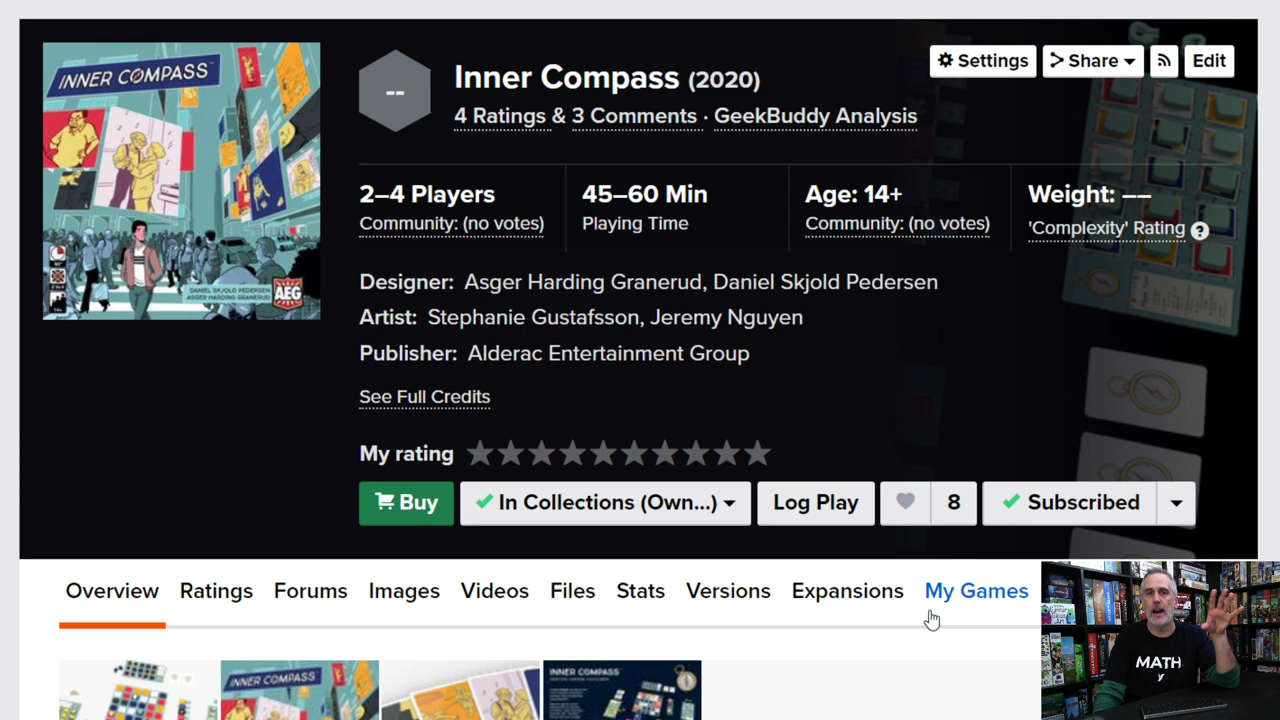 INNER COMPASS
DANIEL SKJOLD PEDERSEN
ASGER HARDING GRANERUD
AEG
--
Inner Compass (2020)
4 Ratings & 3 Comments · GeekBuddy Analysis
Settings
Share
Edit
2–4 Players
Community: (no votes)
45–60 Min
Playing Time
Age: 14+
Community: (no votes)
Weight: ––
'Complexity' Rating ?
Designer: Asger Harding Granerud, Daniel Skjold Pedersen
Artist: Stephanie Gustafsson, Jeremy Nguyen
Publisher: Alderac Entertainment Group
See Full Credits
My rating
Buy
In Collections (Own...)
Log Play
8
Subscribed
Overview Ratings Forums Images Videos Files Stats Versions Expansions My Games
INNER COMPASS
INNER COMPASS
MATH
y